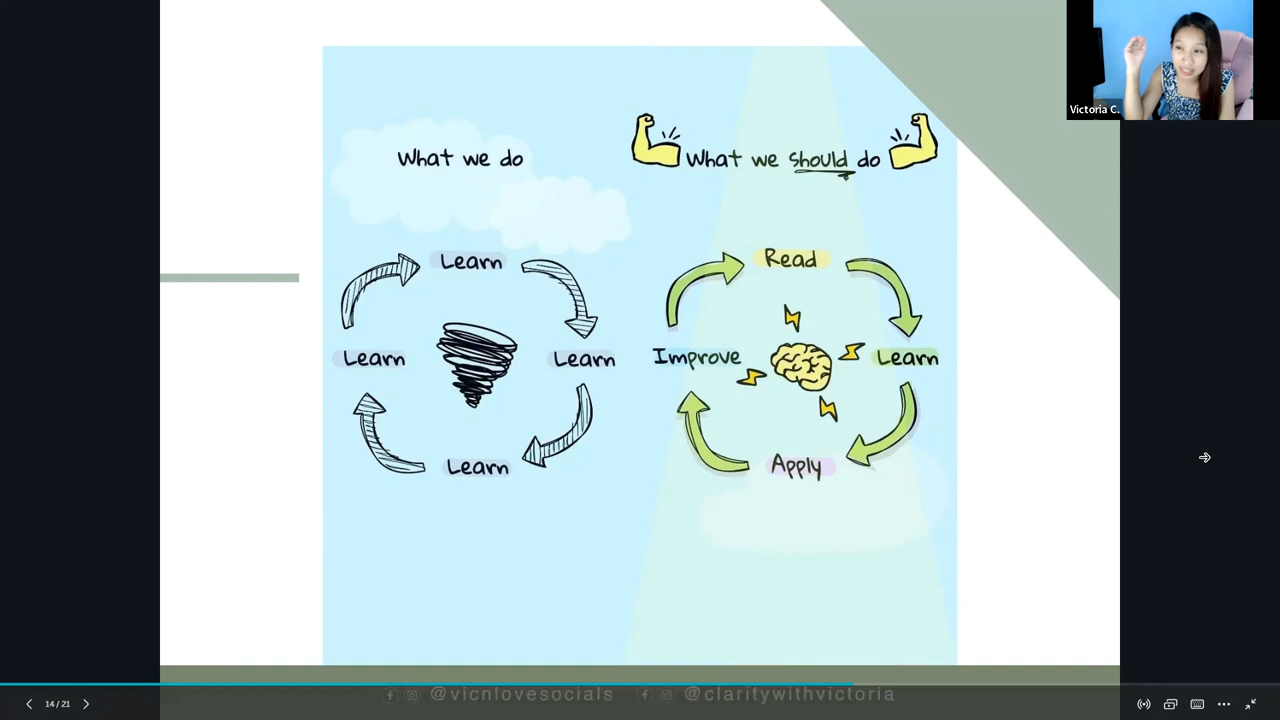 Victoria C.
What we do
What we should do
Learn
Learn
Learn
Learn
Read
Learn
Apply
Improve
@vicnlovesocials @claritywithvictoria
14 / 21